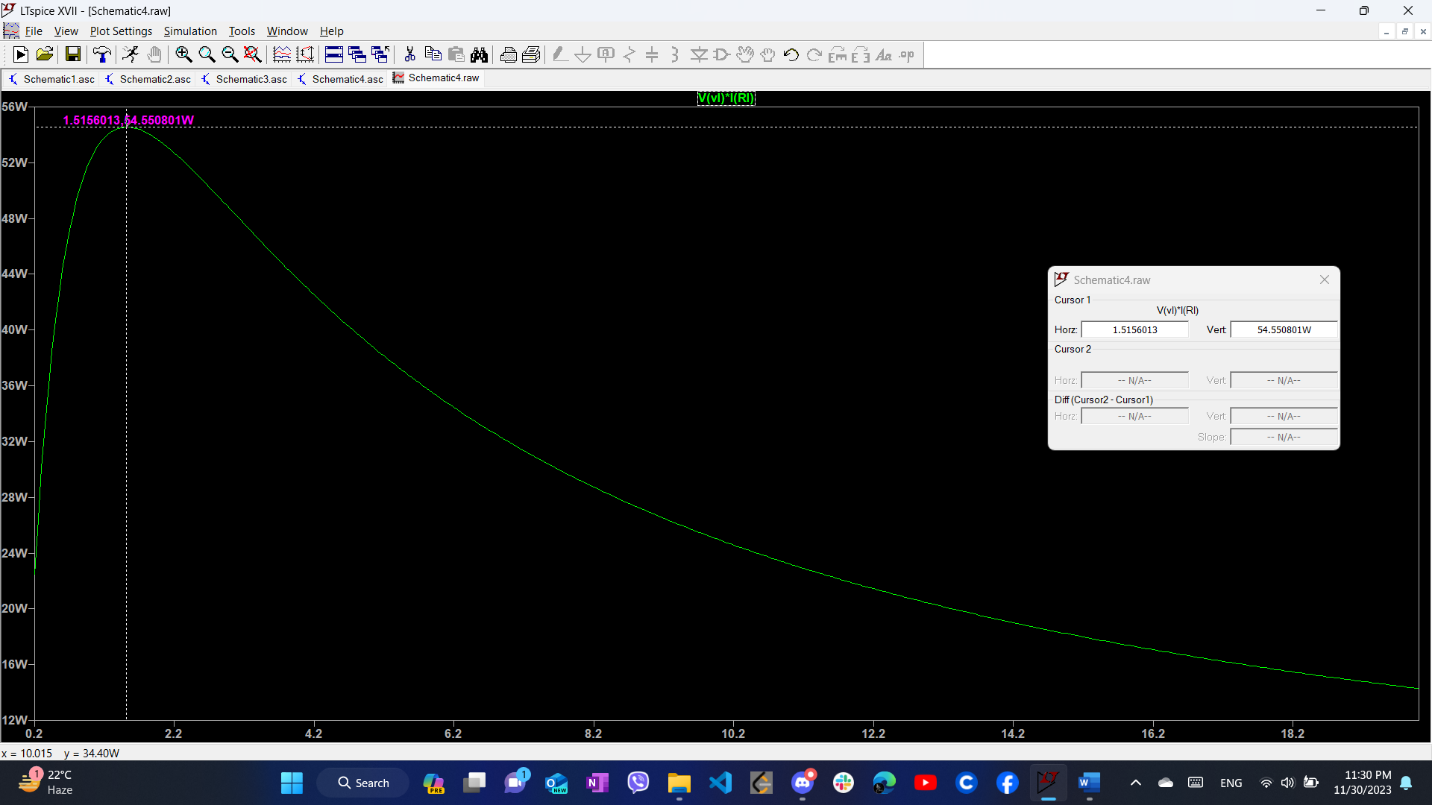 LTspice XVII - [Schematic4.raw]
File View Plot Settings Simulation Tools Window Help
Schematic1.asc Schematic2.asc Schematic3.asc Schematic4.asc Schematic4.raw
V(vl)*I(Rl)
56W
1.5156013,54.550801W
52W
48W
44W
40W
36W
32W
28W
24W
20W
16W
12W
0.2 2.2 4.2 6.2 8.2 10.2 12.2 14.2 16.2 18.2
Schematic4.raw
Cursor 1
V(vl)*I(Rl)
Horz: 1.5156013 Vert: 54.550801W
Cursor 2
Horz: -- N/A-- Vert: -- N/A--
Diff (Cursor2 - Cursor1)
Horz: -- N/A-- Vert: -- N/A--
Slope: -- N/A--
x = 10.015 y = 34.40W
1
22°C
Haze
Search
PRE
1
NEW
N
ENG
11:30 PM
11/30/2023